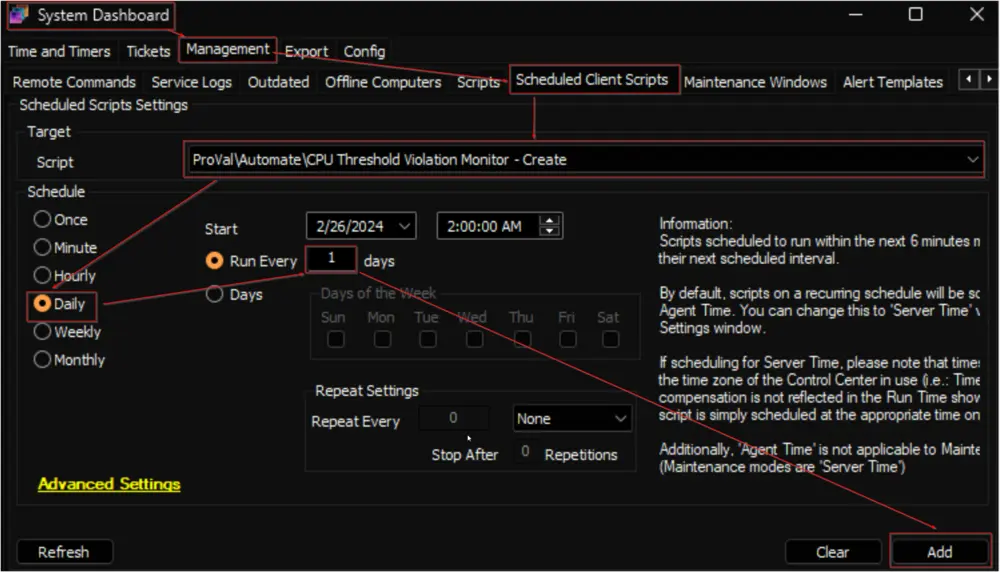 System Dashboard
Time and Timers Tickets Management Export Config
Remote Commands Service Logs Outdated Offline Computers Scripts Scheduled Client Scripts Maintenance Windows Alert Templates
Scheduled Scripts Settings
Target
Script ProVal\Automate\CPU Threshold Violation Monitor - Create
Schedule
Once
Minute
Hourly
Daily
Weekly
Monthly
Start 2/26/2024 2:00:00 AM
Run Every 1 days
Days
Days of the Week
Sun Mon Tue Wed Thu Fri Sat
Repeat Settings
Repeat Every 0 None
Stop After 0 Repetitions
Information:
Scripts scheduled to run within the next 6 minutes m
their next scheduled interval.
By default, scripts on a recurring schedule will be sc
Agent Time. You can change this to 'Server Time' v
Settings window.
If scheduling for Server Time, please note that times
the time zone of the Control Center in use (i.e.: Time
compensation is not reflected in the Run Time show
script is simply scheduled at the appropriate time on
Additionally, 'Agent Time' is not applicable to Mainte
(Maintenance modes are 'Server Time')
Advanced Settings
Refresh Clear Add